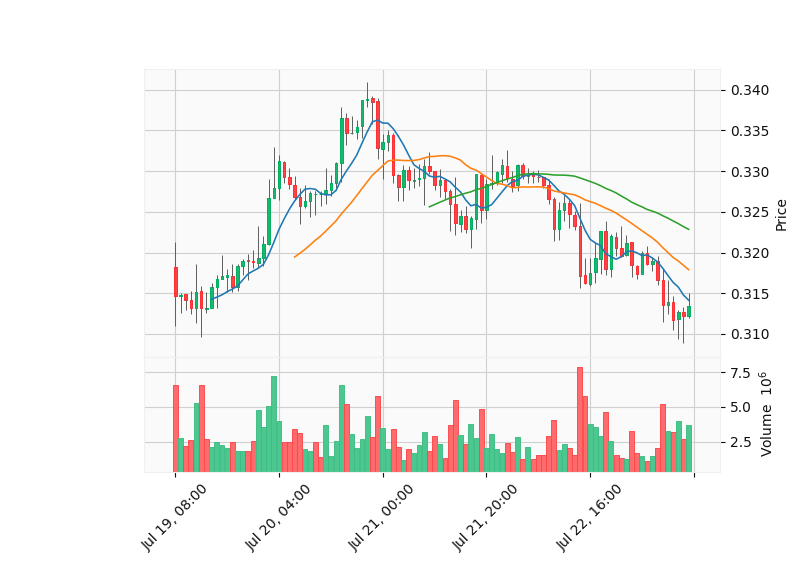 0.340
0.335
0.330
0.325
0.320
0.315
0.310
Price
7.5
5.0
2.5
Volume 10^6
Jul 19, 08:00
Jul 20, 04:00
Jul 21, 00:00
Jul 21, 20:00
Jul 22, 16:00